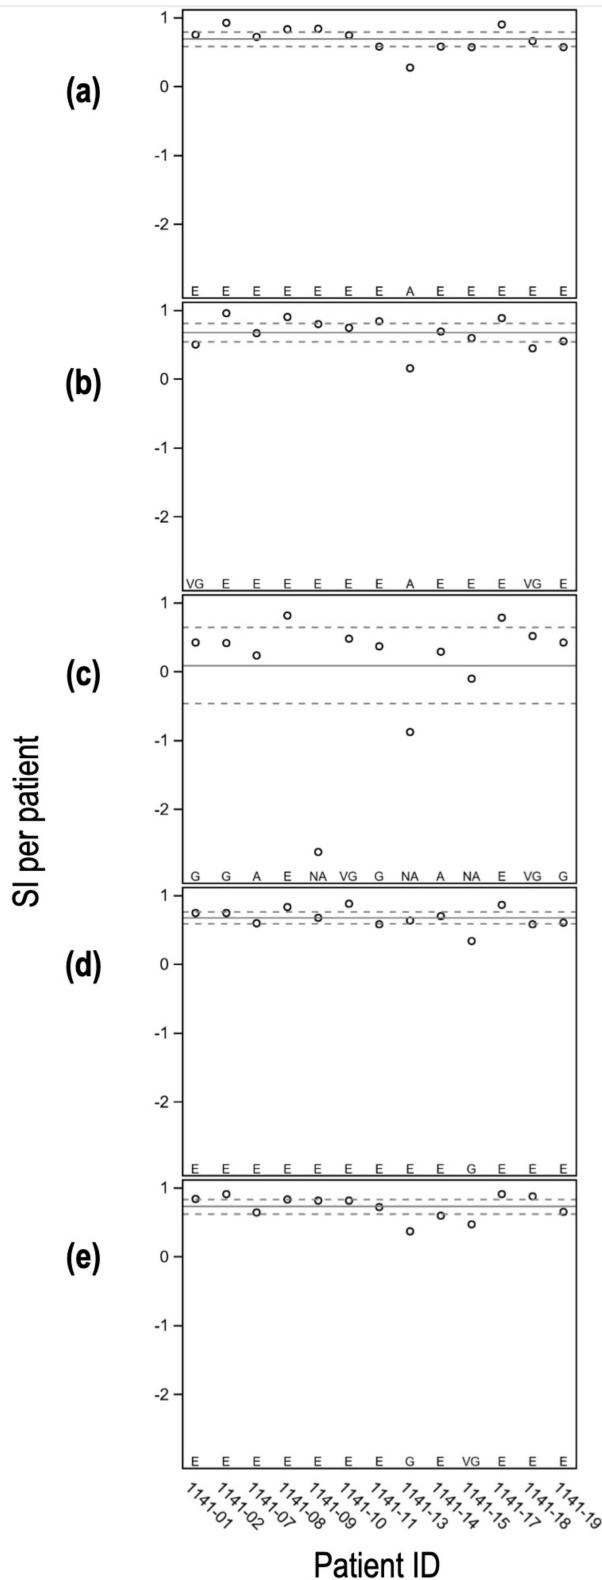 (a)
1
0
-1
-2
E E E E E E E A E E E E E
(b)
1
0
-1
-2
VG E E E E E E A E E E VG E
(c)
1
0
-1
-2
G G A E NA VG G NA A NA E VG G
SI per patient
(d)
1
0
-1
-2
E E E E E E E E E G E E E
(e)
1
0
-1
-2
E E E E E E E G E VG E E E
1141-01 1141-02 1141-07 1141-08 1141-09 1141-10 1141-11 1141-13 1141-14 1141-15 1141-17 1141-18 1141-19
Patient ID